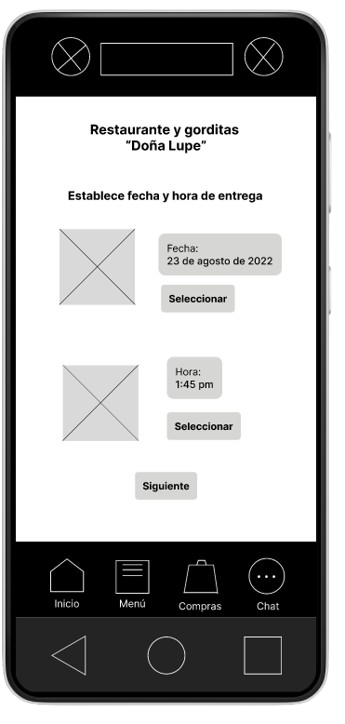 Restaurante y gorditas
“Doña Lupe”
Establece fecha y hora de entrega
Fecha:
23 de agosto de 2022
Seleccionar
Hora:
1:45 pm
Seleccionar
Siguiente
Inicio
Menú
Compras
Chat